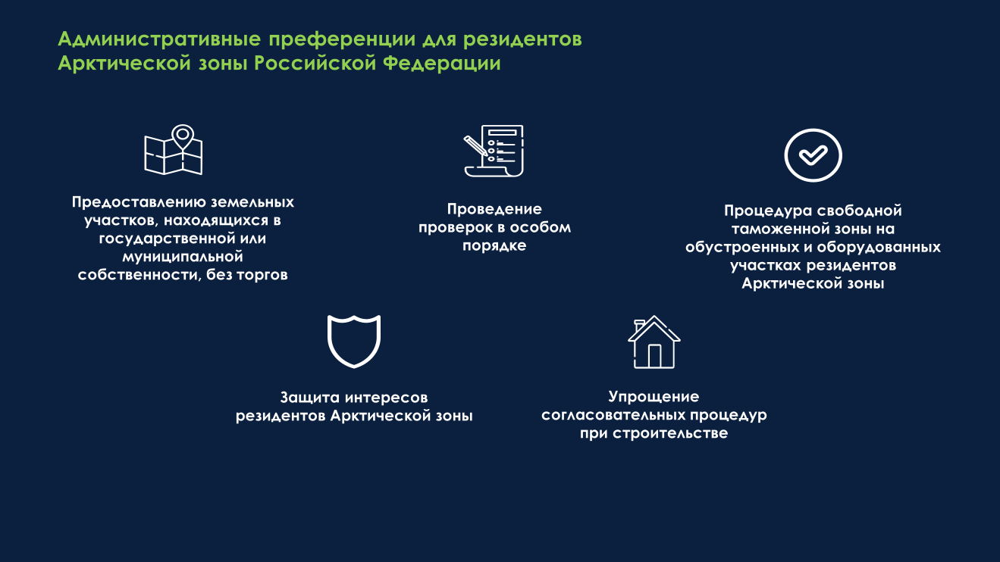 Административные преференции для резидентов
Арктической зоны Российской Федерации
Предоставлению земельных
участков, находящихся в
государственной или
муниципальной
собственности, без торгов
Проведение
проверок в особом
порядке
Процедура свободной
таможенной зоны на
обустроенных и оборудованных
участках резидентов
Арктической зоны
Защита интересов
резидентов Арктической зоны
Упрощение
согласовательных процедур
при строительстве